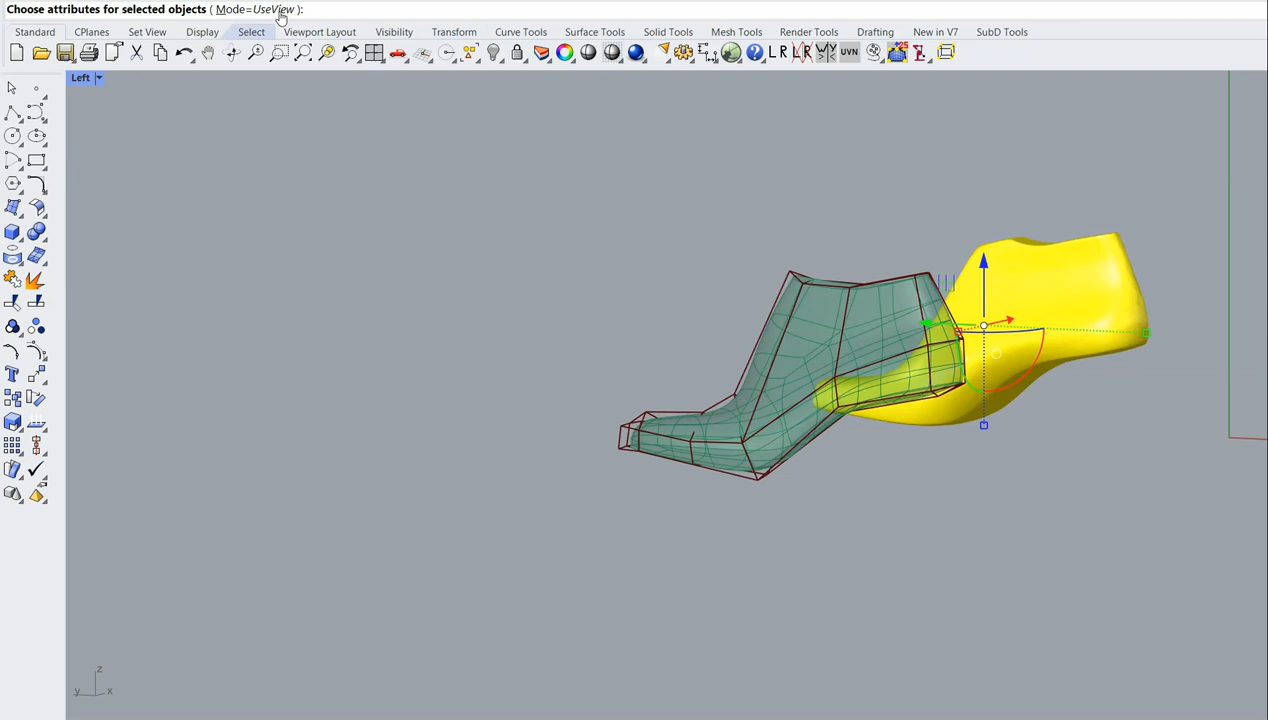 Choose attributes for selected objects ( Mode=UseView ):
Standard CPlanes Set View Display Select Viewport Layout Visibility Transform Curve Tools Surface Tools Solid Tools Mesh Tools Render Tools Drafting New in V7 SubD Tools
L R L R UVN
Left
T
z
y x